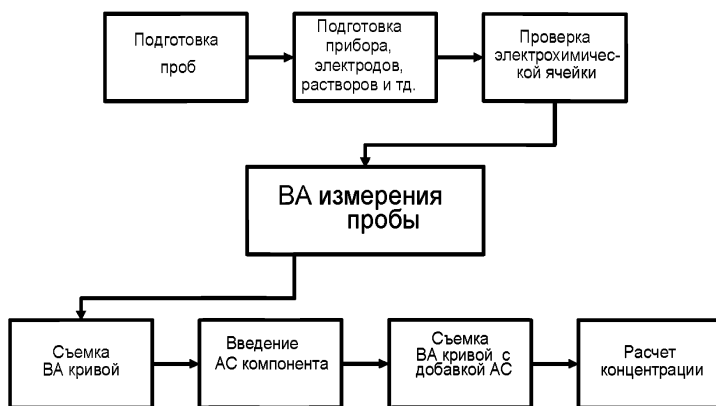 Подготовка
проб
Подготовка
прибора,
электродов,
растворов и тд.
Проверка
электрохимичес-
кой ячейки
ВА измерения
пробы
Съемка
ВА кривой
Введение
АС компонента
Съемка
ВА кривой с
добавкой АС
Расчет
концентрации